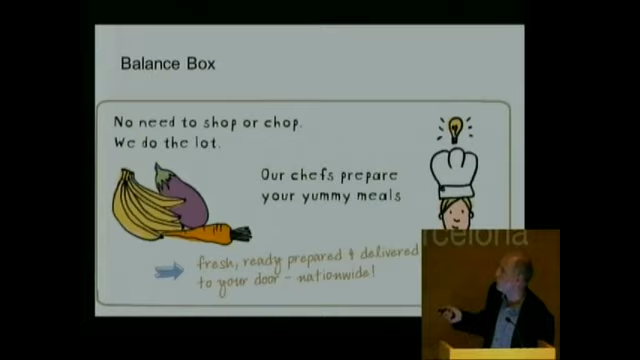 Balance Box
No need to shop or chop.
We do the lot.
Our chefs prepare
your yummy meals
fresh, ready prepared & delivered
to your door - nationwide!